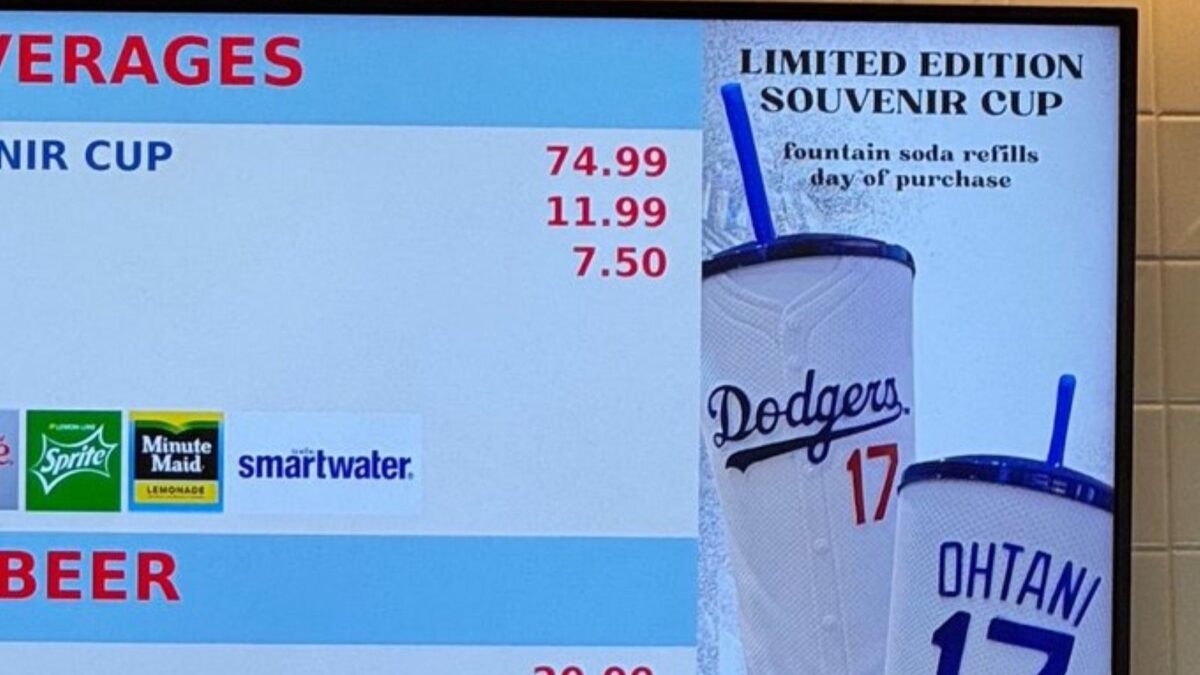 VERAGES
NIR CUP 74.99
11.99
7.50
Sprite
Minute
Maid
LEMONADE
smartwater
BEER
LIMITED EDITION
SOUVENIR CUP
fountain soda refills
day of purchase
Dodgers
17
OHTANI
17